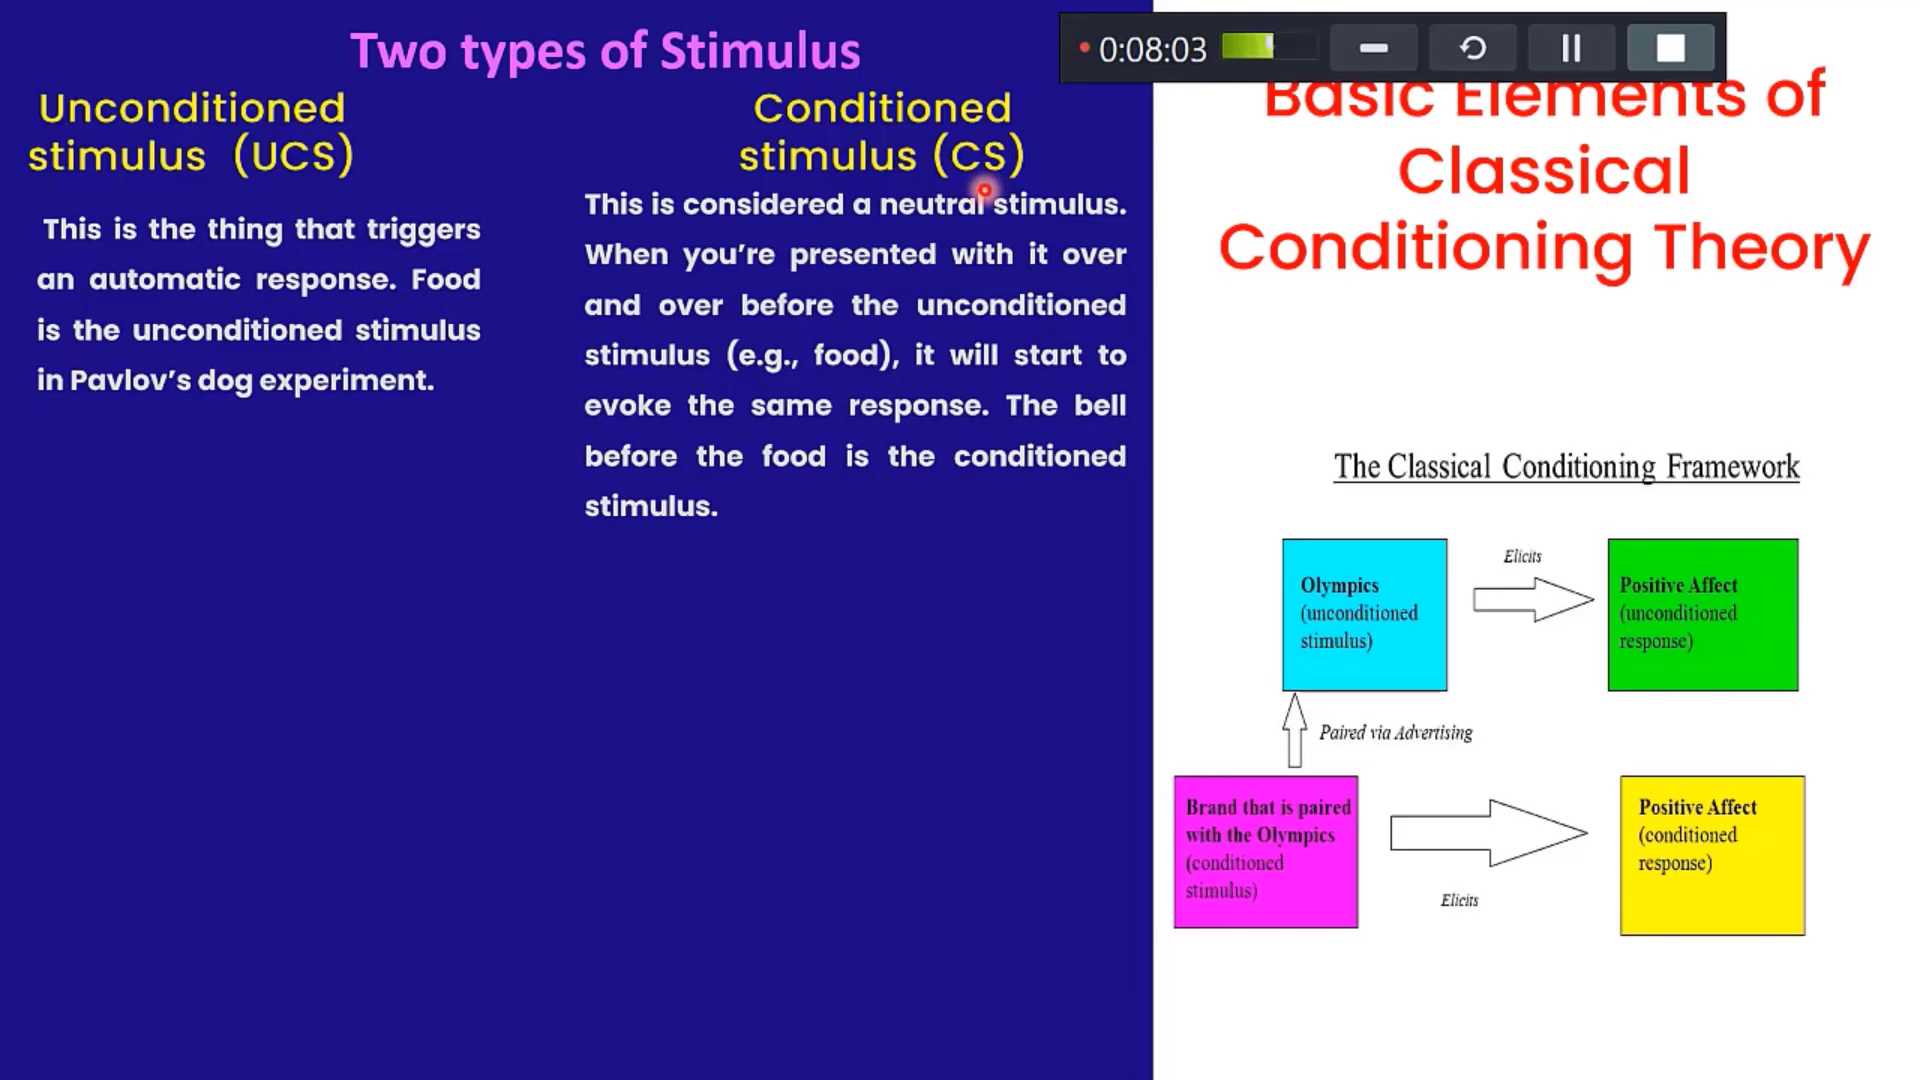 Two types of Stimulus
Unconditioned
stimulus (UCS)
This is the thing that triggers
an automatic response. Food
is the unconditioned stimulus
in Pavlov's dog experiment.
Conditioned
stimulus (CS)
This is considered a neutral stimulus.
When you're presented with it over
and over before the unconditioned
stimulus (e.g., food), it will start to
evoke the same response. The bell
before the food is the conditioned
stimulus.
0:08:03
Basic Elements of
Classical
Conditioning Theory
The Classical Conditioning Framework
Olympics
(unconditioned
stimulus)
Elicits
Positive Affect
(unconditioned
response)
Paired via Advertising
Brand that is paired
with the Olympics
(conditioned
stimulus)
Elicits
Positive Affect
(conditioned
response)